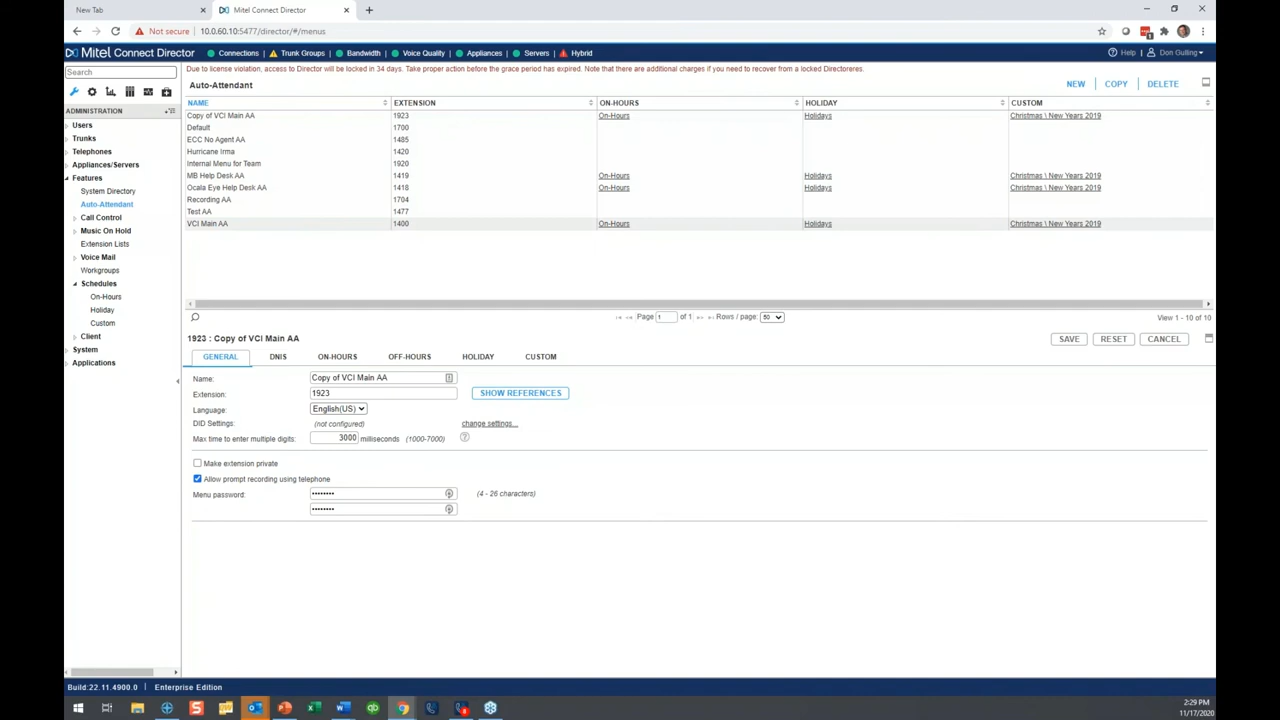 New Tab
Mitel Connect Director
Not secure 10.0.60.10:5477/director/#/menus
Mitel Connect Director Connections Trunk Groups Bandwidth Voice Quality Appliances Servers Hybrid Help Don Gulling
Search
Due to license violation, access to Director will be locked in 34 days. Take proper action before the grace period has expired. Note that there are additional charges if you need to recover from a locked Directoreres.
Auto-Attendant NEW COPY DELETE
ADMINISTRATION
Users
Trunks
Telephones
Appliances/Servers
Features
System Directory
Auto-Attendant
Call Control
Music On Hold
Extension Lists
Voice Mail
Workgroups
Schedules
On-Hours
Holiday
Custom
Client
System
Applications
NAME EXTENSION ON-HOURS HOLIDAY CUSTOM
Copy of VCI Main AA 1923 On-Hours Holidays Christmas \ New Years 2019
Default 1700
ECC No Agent AA 1485
Hurricane Irma 1420
Internal Menu for Team 1920
MB Help Desk AA 1419 On-Hours Holidays Christmas \ New Years 2019
Ocala Eye Help Desk AA 1418 On-Hours Holidays Christmas \ New Years 2019
Recording AA 1704
Test AA 1477
VCI Main AA 1400 On-Hours Holidays Christmas \ New Years 2019
Page 1 of 1 Rows / page: 50 View 1 - 10 of 10
1923 : Copy of VCI Main AA SAVE RESET CANCEL
GENERAL DNIS ON-HOURS OFF-HOURS HOLIDAY CUSTOM
Name: Copy of VCI Main AA
Extension: 1923 SHOW REFERENCES
Language: English(US)
DID Settings: (not configured) change settings...
Max time to enter multiple digits: 3000 milliseconds (1000-7000)
Make extension private
Allow prompt recording using telephone
Menu password: •••••••• (4 - 26 characters)
••••••••
Build:22.11.4900.0 Enterprise Edition
2:29 PM
11/17/2020